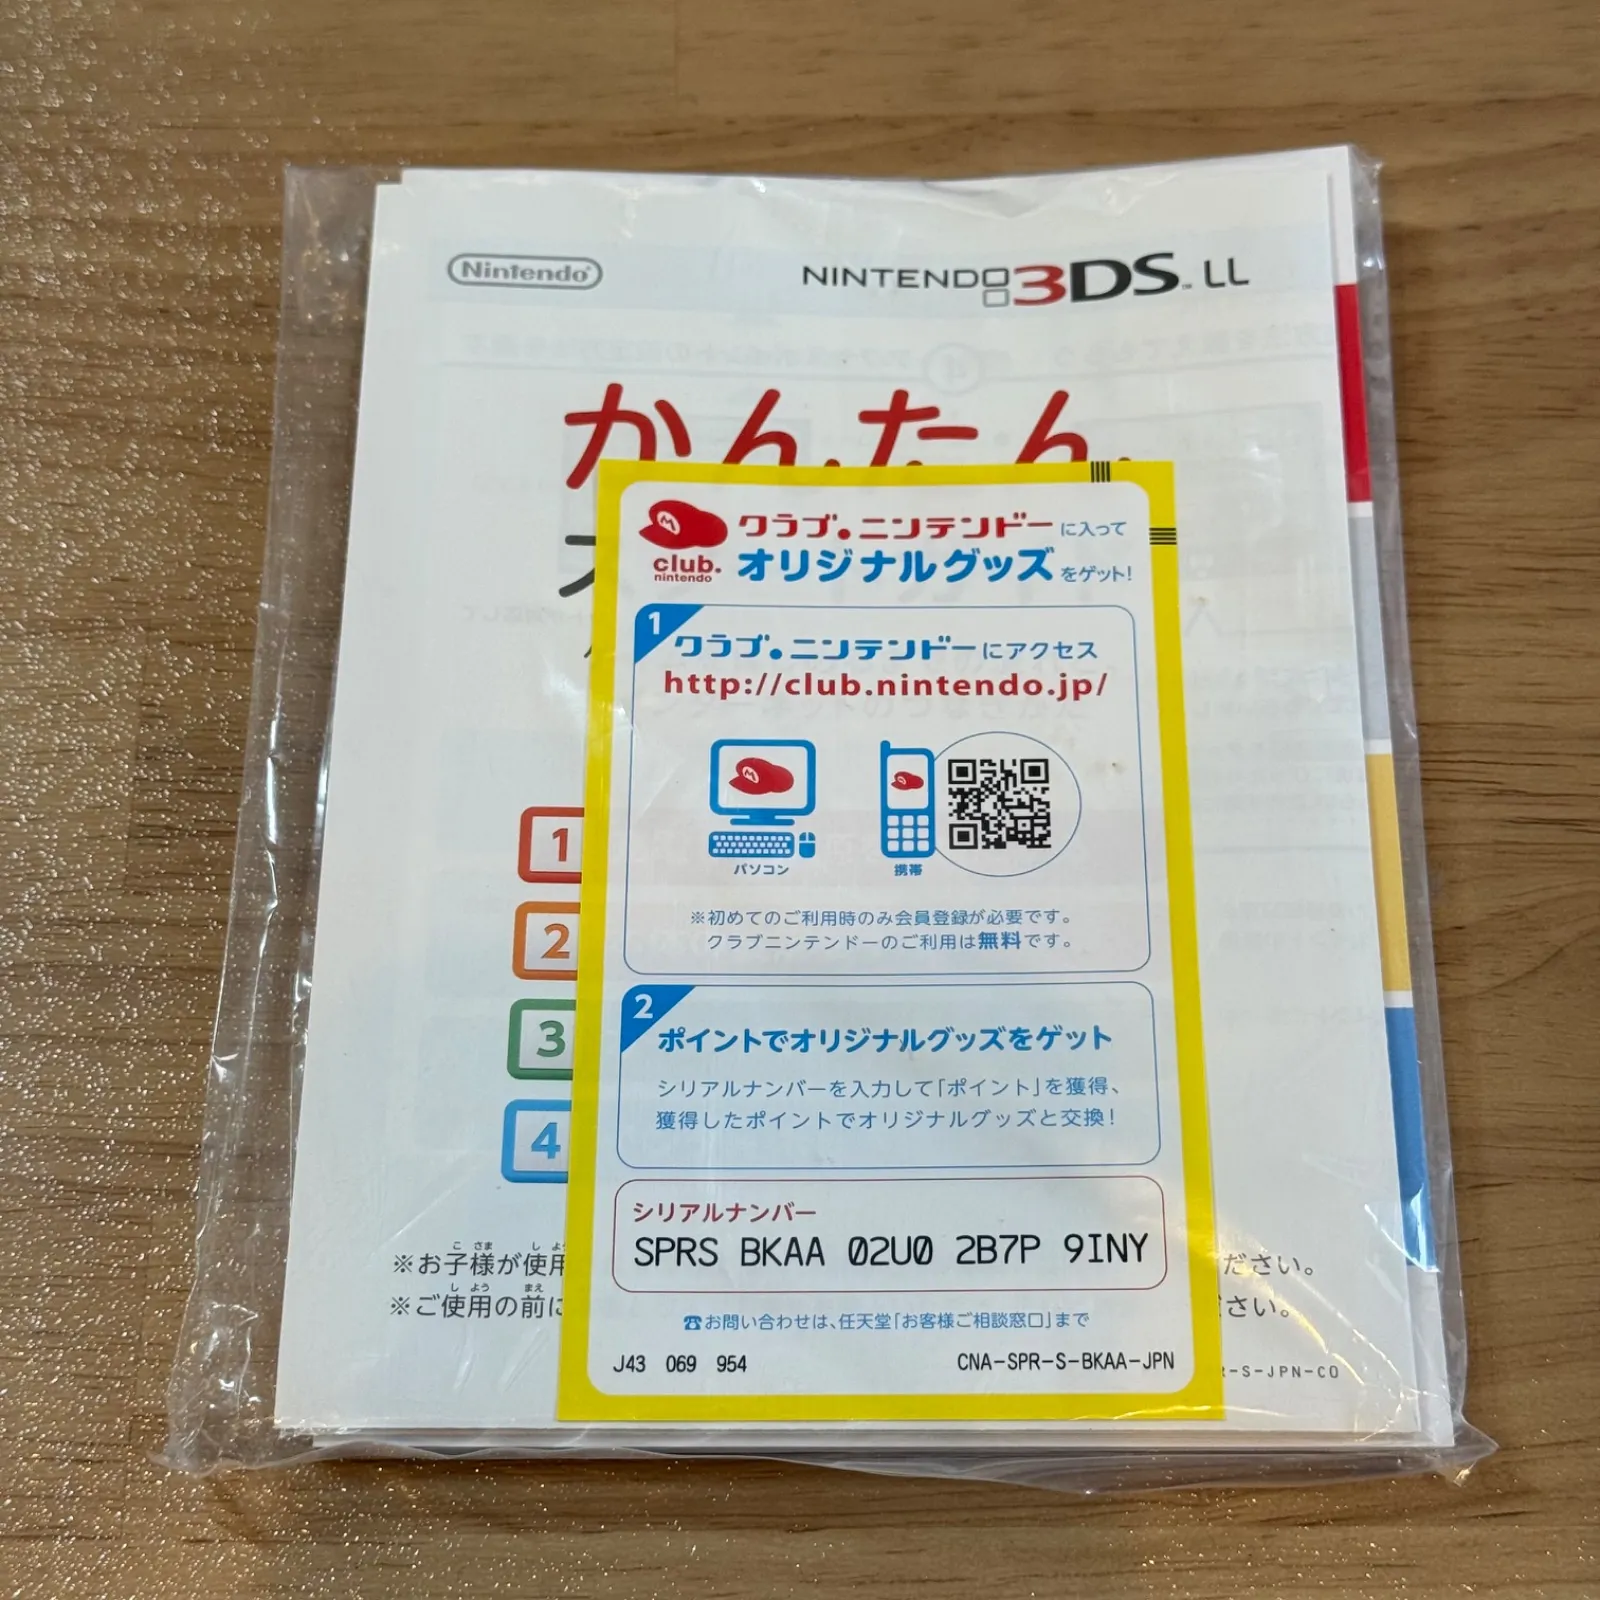 Nintendo
NINTENDO 3DS LL
かんたん
クラブ。ニンテンドーに入って
club.
nintendo
オリジナルグッズをゲット!
1
クラブ。ニンテンドーにアクセス
http://club.nintendo.jp/
パソコン
携帯
※初めてのご利用時のみ会員登録が必要です。
クラブニンテンドーのご利用は無料です。
2
ポイントでオリジナルグッズをゲット
シリアルナンバーを入力して「ポイント」を獲得、
獲得したポイントでオリジナルグッズと交換!
シリアルナンバー
SPRS BKAA 02U0 2B7P 9INY
☎お問い合わせは、任天堂「お客様ご相談窓口」まで
J43 069 954
CNA-SPR-S-BKAA-JPN
1
2
3
4
※お子様が使用
ださい。
※ご使用の前に
ださい。
-S-JPN-C0